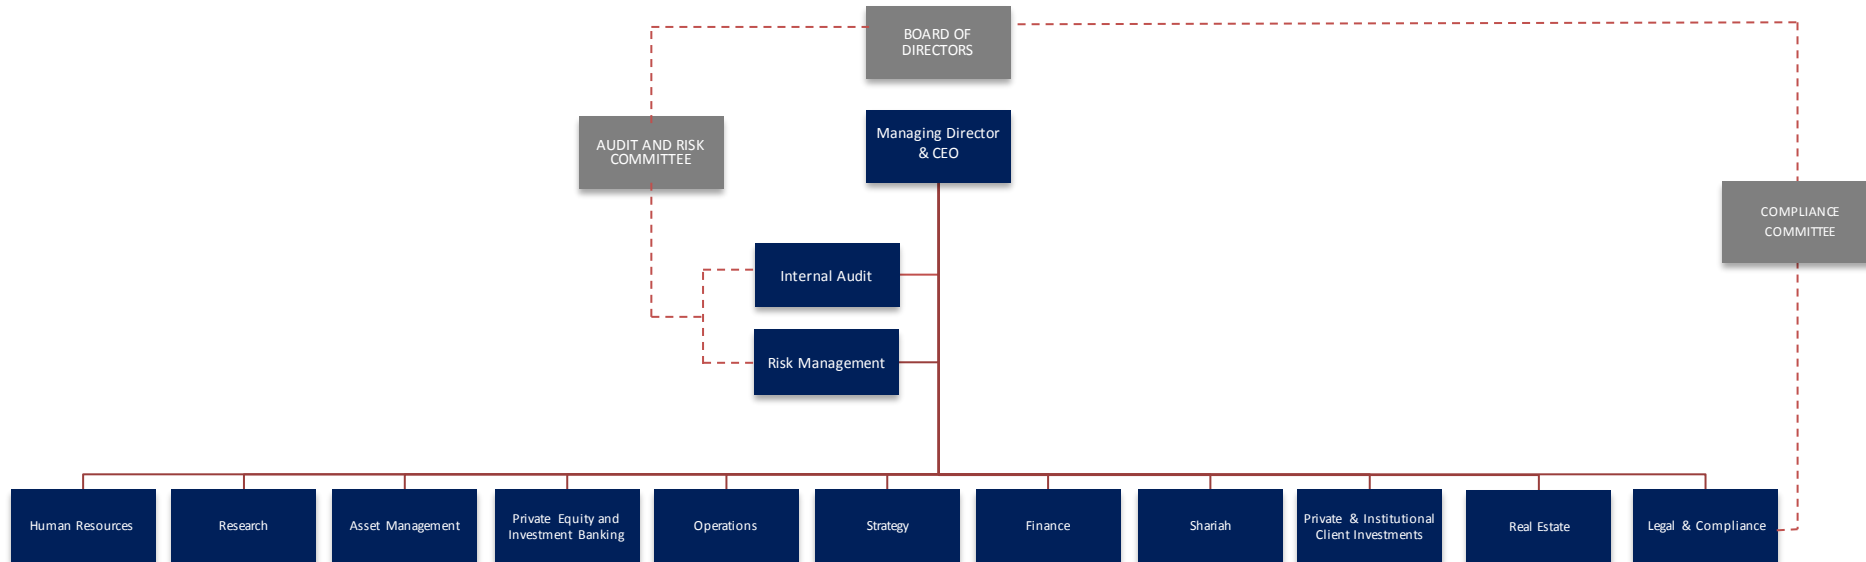 BOARD OF
DIRECTORS
AUDIT AND RISK
COMMITTEE
Managing Director
& CEO
COMPLIANCE
COMMITTEE
Internal Audit
Risk Management
Human Resources
Research
Asset Management
Private Equity and
Investment Banking
Operations
Strategy
Finance
Shariah
Private & Institutional
Client Investments
Real Estate
Legal & Compliance